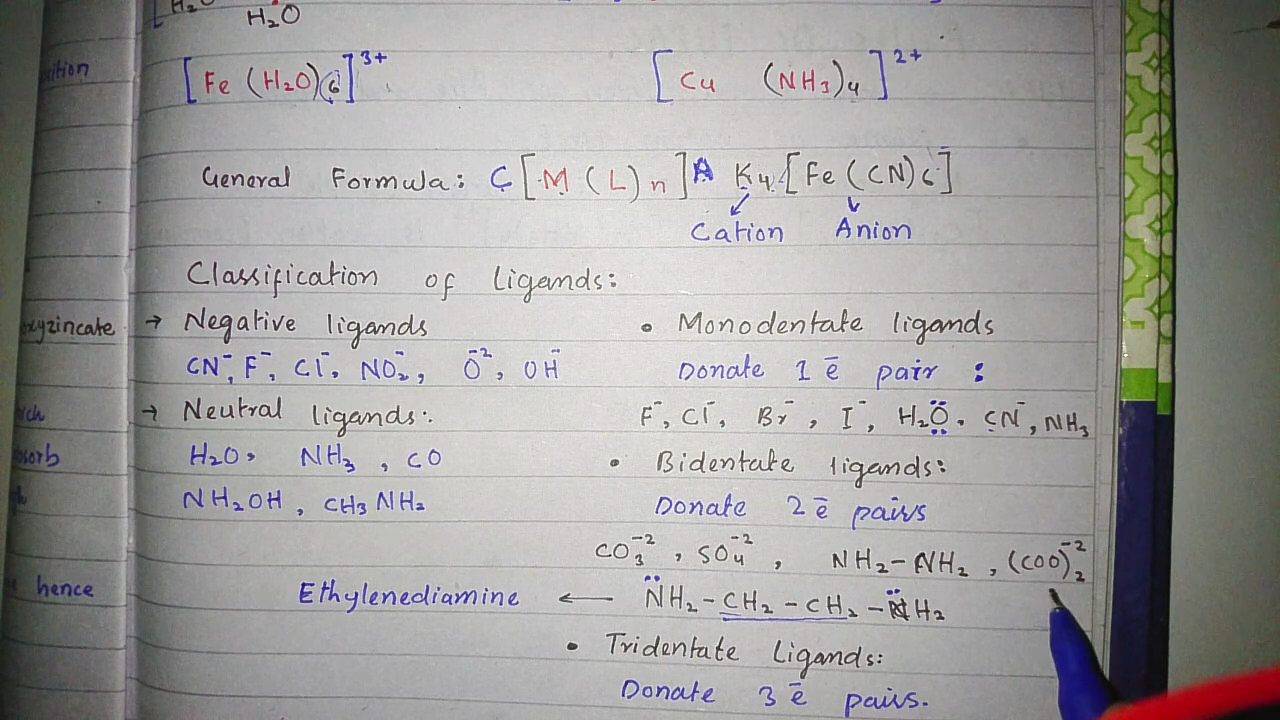 H₂O
H₂O
[Fe (H₂O)₆]³⁺
[Cu (NH₃)₄]²⁺
General Formula: C[M(L)n]A K₄[Fe(CN)₆]
Cation Anion
Classification of ligands:
→ Negative ligands
CN⁻, F⁻, Cl⁻, NO₂⁻, O⁻², OH⁻
→ Neutral ligands:
H₂O, NH₃, CO
NH₂OH, CH₃NH₂
• Monodentate ligands
Donate 1 ē pair :
F⁻, Cl⁻, Br⁻, I⁻, H₂O, CN⁻, NH₃
• Bidentate ligands:
Donate 2 ē pairs
CO₃⁻², SO₄⁻², NH₂-NH₂, (COO)₂⁻²
Ethylenediamine ← NH₂-CH₂-CH₂-NH₂
• Tridentate Ligands:
Donate 3 ē pairs.
oxyzincate
hence